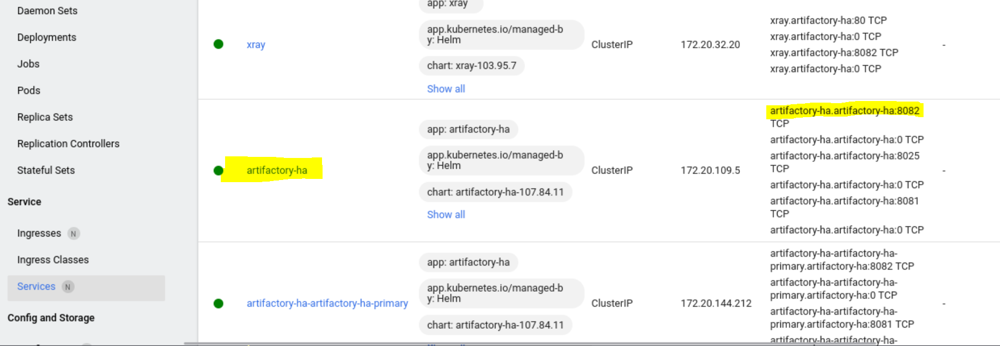 Daemon Sets
Deployments
Jobs
Pods
Replica Sets
Replication Controllers
Stateful Sets
Service
Ingresses N
Ingress Classes
Services N
Config and Storage
app: xray
app.kubernetes.io/managed-b
y: Helm
chart: xray-103.95.7
Show all
xray
ClusterIP
172.20.32.20
xray.artifactory-ha:80 TCP
xray.artifactory-ha:0 TCP
xray.artifactory-ha:8082 TCP
xray.artifactory-ha:0 TCP
-
artifactory-ha
app: artifactory-ha
app.kubernetes.io/managed-b
y: Helm
chart: artifactory-ha-107.84.11
Show all
ClusterIP
172.20.109.5
artifactory-ha.artifactory-ha:8082
TCP
artifactory-ha.artifactory-ha:0 TCP
artifactory-ha.artifactory-ha:8025
TCP
artifactory-ha.artifactory-ha:0 TCP
artifactory-ha.artifactory-ha:8081
TCP
artifactory-ha.artifactory-ha:0 TCP
-
artifactory-ha-artifactory-ha-primary
app: artifactory-ha
app.kubernetes.io/managed-b
y: Helm
chart: artifactory-ha-107.84.11
ClusterIP
172.20.144.212
artifactory-ha-artifactory-ha-
primary.artifactory-ha:8082 TCP
artifactory-ha-artifactory-ha-
primary.artifactory-ha:0 TCP
artifactory-ha-artifactory-ha-
primary.artifactory-ha:8081 TCP
artifactory-ha-artifactory-ha-
-